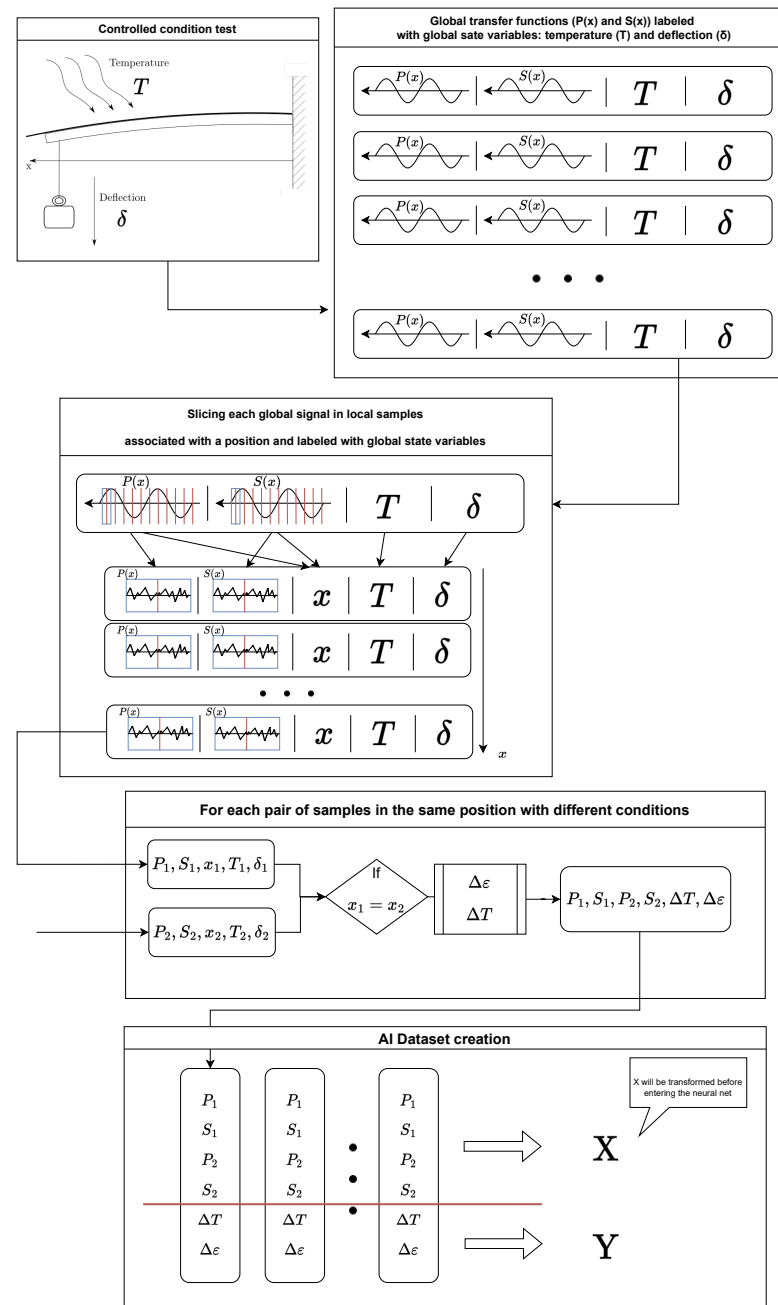 Controlled condition test
Temperature
T
x
Deflection
δ
Global transfer functions (P(x) and S(x)) labeled
with global sate variables: temperature (T) and deflection (δ)
P(x) S(x) T δ
P(x) S(x) T δ
P(x) S(x) T δ
P(x) S(x) T δ
Slicing each global signal in local samples
associated with a position and labeled with global state variables
P(x) S(x) T δ
P(x) S(x) x T δ
P(x) S(x) x T δ
P(x) S(x) x T δ
x
For each pair of samples in the same position with different conditions
P₁, S₁, x₁, T₁, δ₁
P₂, S₂, x₂, T₂, δ₂
If
x₁ = x₂
Δε
ΔT
P₁, S₁, P₂, S₂, ΔT, Δε
AI Dataset creation
P₁ P₁ P₁
S₁ S₁ S₁
P₂ P₂ P₂
S₂ S₂ S₂
ΔT ΔT ΔT
Δε Δε Δε
X will be transformed before
entering the neural net
X
Y